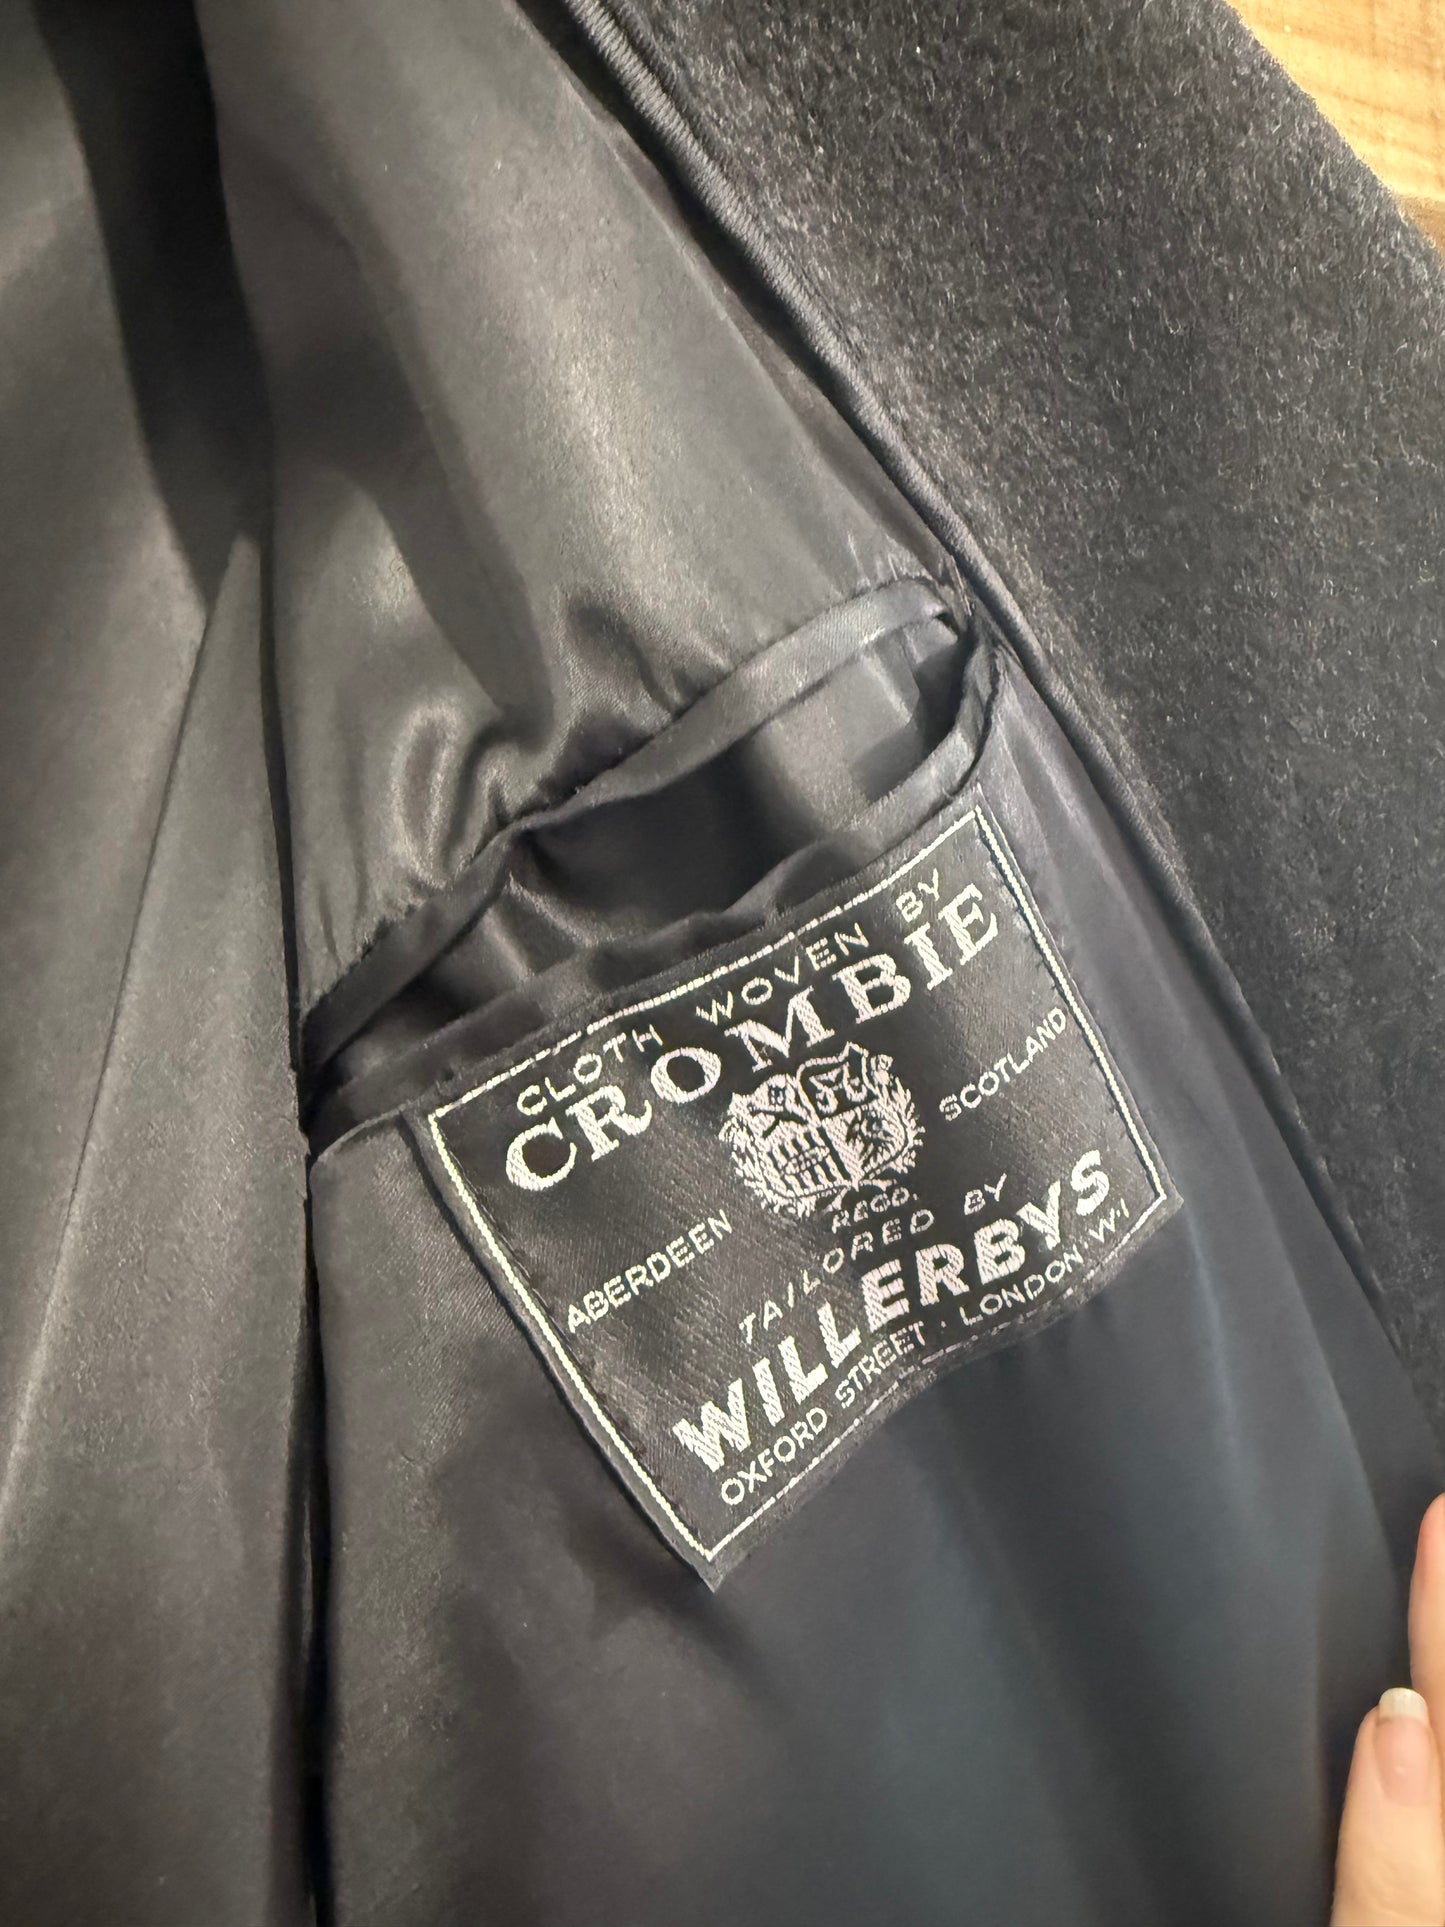 CLOTH WOVEN BY
CROMBIE
ABERDEEN SCOTLAND
REGD.
TAILORED BY
WILLERBYS
OXFORD STREET · LONDON · W·1